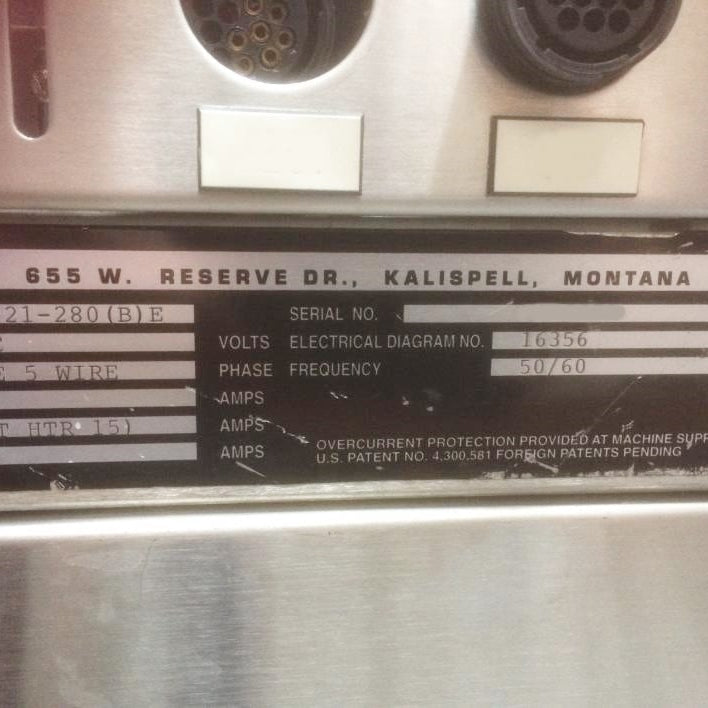 655 W. RESERVE DR., KALISPELL, MONTANA
21-280(B)E SERIAL NO.
VOLTS ELECTRICAL DIAGRAM NO. 16356
E 5 WIRE PHASE FREQUENCY 50/60
AMPS
T HTR 15) AMPS
AMPS OVERCURRENT PROTECTION PROVIDED AT MACHINE SUPP
U.S. PATENT NO. 4,300,581 FOREIGN PATENTS PENDING